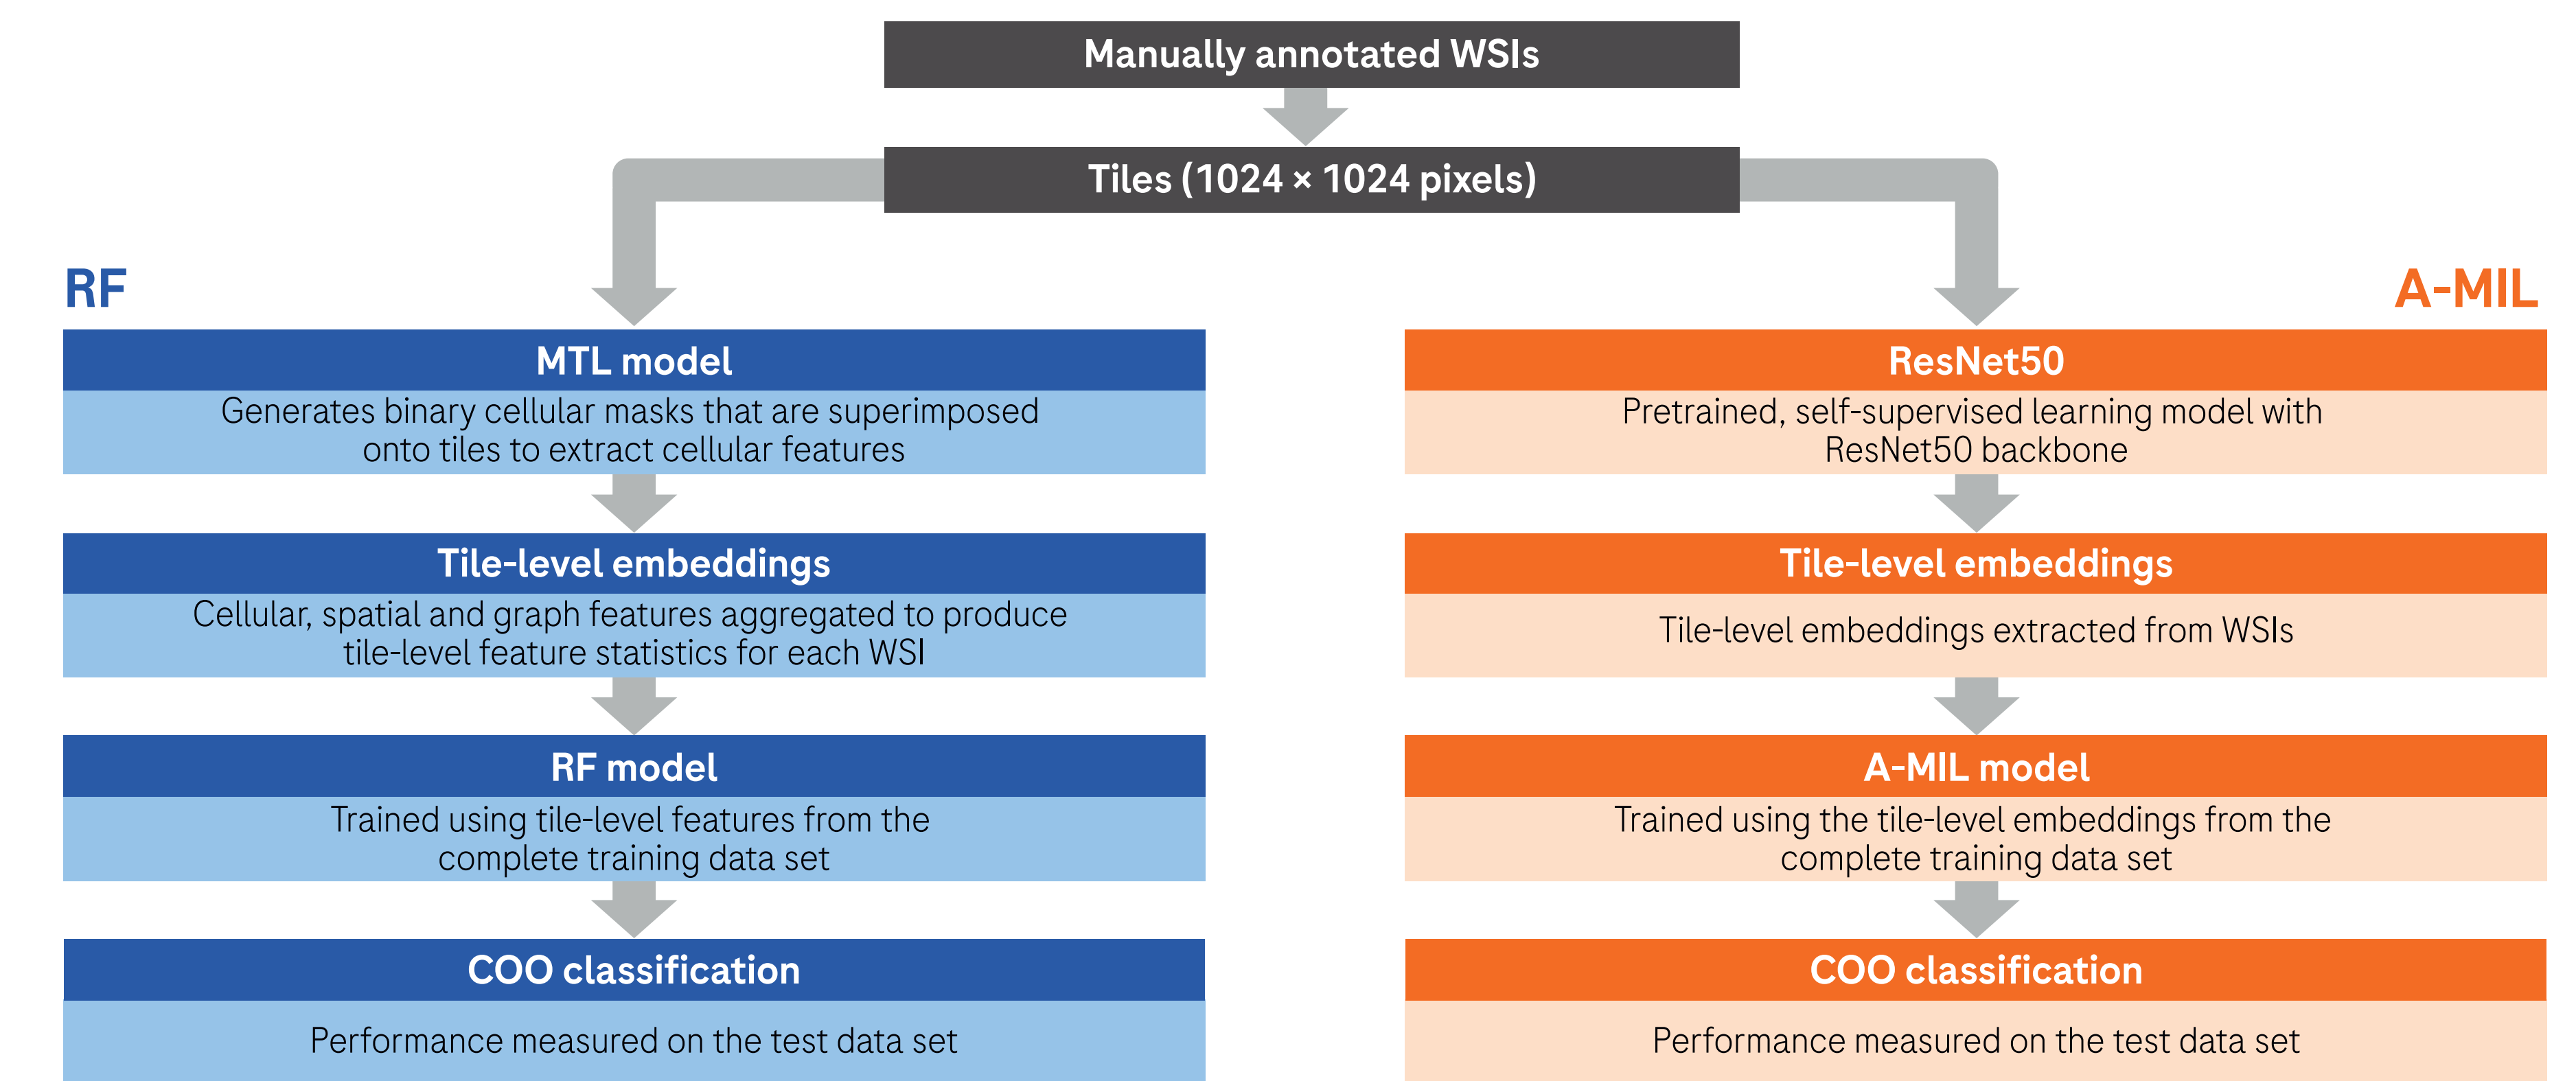 Manually annotated WSIs
Tiles (1024 × 1024 pixels)
RF
MTL model
Generates binary cellular masks that are superimposed
onto tiles to extract cellular features
Tile-level embeddings
Cellular, spatial and graph features aggregated to produce
tile-level feature statistics for each WSI
RF model
Trained using tile-level features from the
complete training data set
COO classification
Performance measured on the test data set
A-MIL
ResNet50
Pretrained, self-supervised learning model with
ResNet50 backbone
Tile-level embeddings
Tile-level embeddings extracted from WSIs
A-MIL model
Trained using the tile-level embeddings from the
complete training data set
COO classification
Performance measured on the test data set